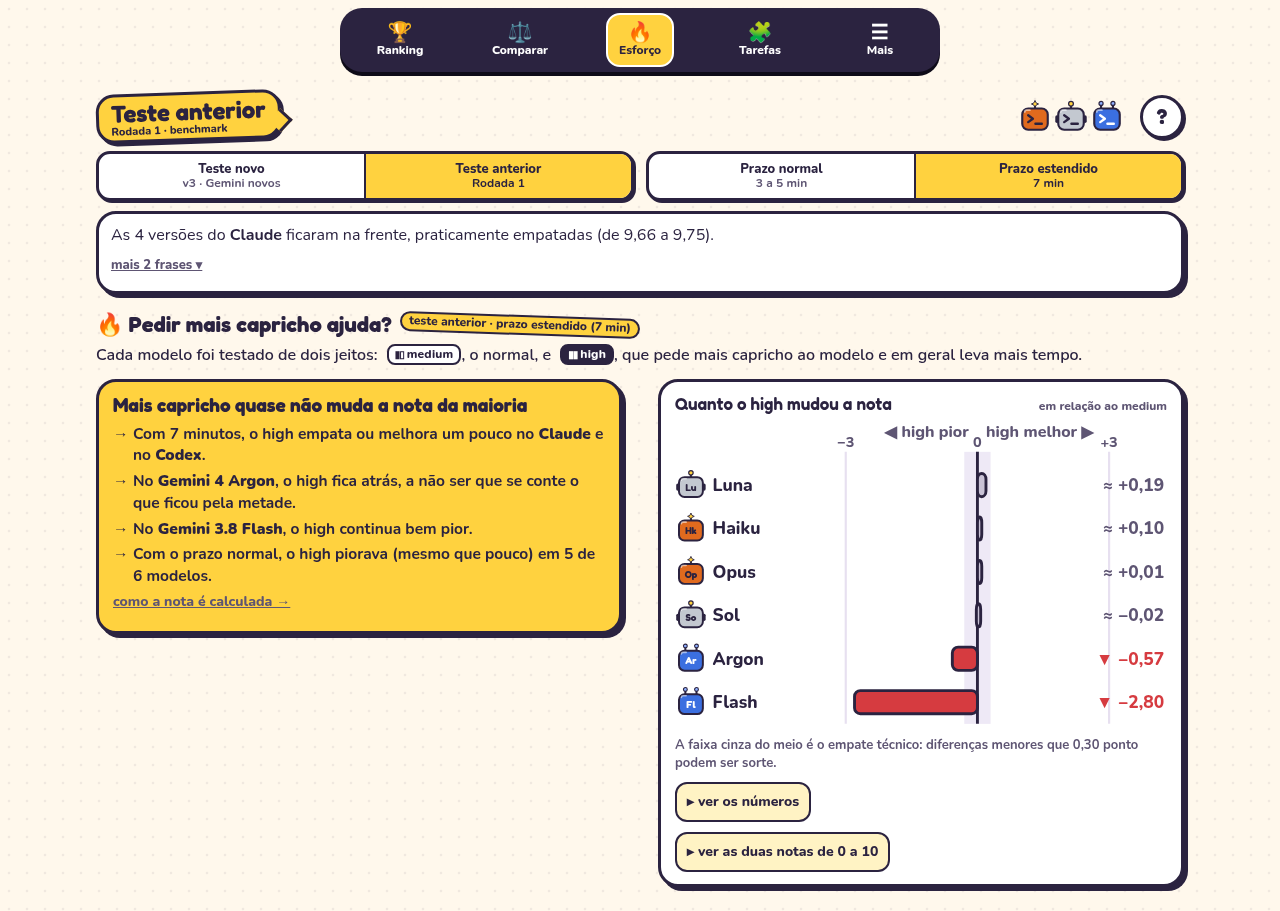 🏆 Ranking
⚖️ Comparar
🔥 Esforço
🧩 Tarefas
☰ Mais
Teste anterior
Rodada 1 · benchmark
?
Teste novo
v3 · Gemini novos
Teste anterior
Rodada 1
Prazo normal
3 a 5 min
Prazo estendido
7 min
As 4 versões do Claude ficaram na frente, praticamente empatadas (de 9,66 a 9,75).
mais 2 frases ▾
🔥 Pedir mais capricho ajuda? teste anterior · prazo estendido (7 min)
Cada modelo foi testado de dois jeitos: medium, o normal, e high, que pede mais capricho ao modelo e em geral leva mais tempo.
Mais capricho quase não muda a nota da maioria
→ Com 7 minutos, o high empata ou melhora um pouco no Claude e
no Codex.
→ No Gemini 4 Argon, o high fica atrás, a não ser que se conte o
que ficou pela metade.
→ No Gemini 3.8 Flash, o high continua bem pior.
→ Com o prazo normal, o high piorava (mesmo que pouco) em 5 de
6 modelos.
como a nota é calculada →
Quanto o high mudou a nota
em relação ao medium
◀ high pior high melhor ▶
−3 0 +3
Lu Luna ≈ +0,19
Hk Haiku ≈ +0,10
Op Opus ≈ +0,01
So Sol ≈ −0,02
Ar Argon ▼ −0,57
Fl Flash ▼ −2,80
A faixa cinza do meio é o empate técnico: diferenças menores que 0,30 ponto
podem ser sorte.
▸ ver os números
▸ ver as duas notas de 0 a 10